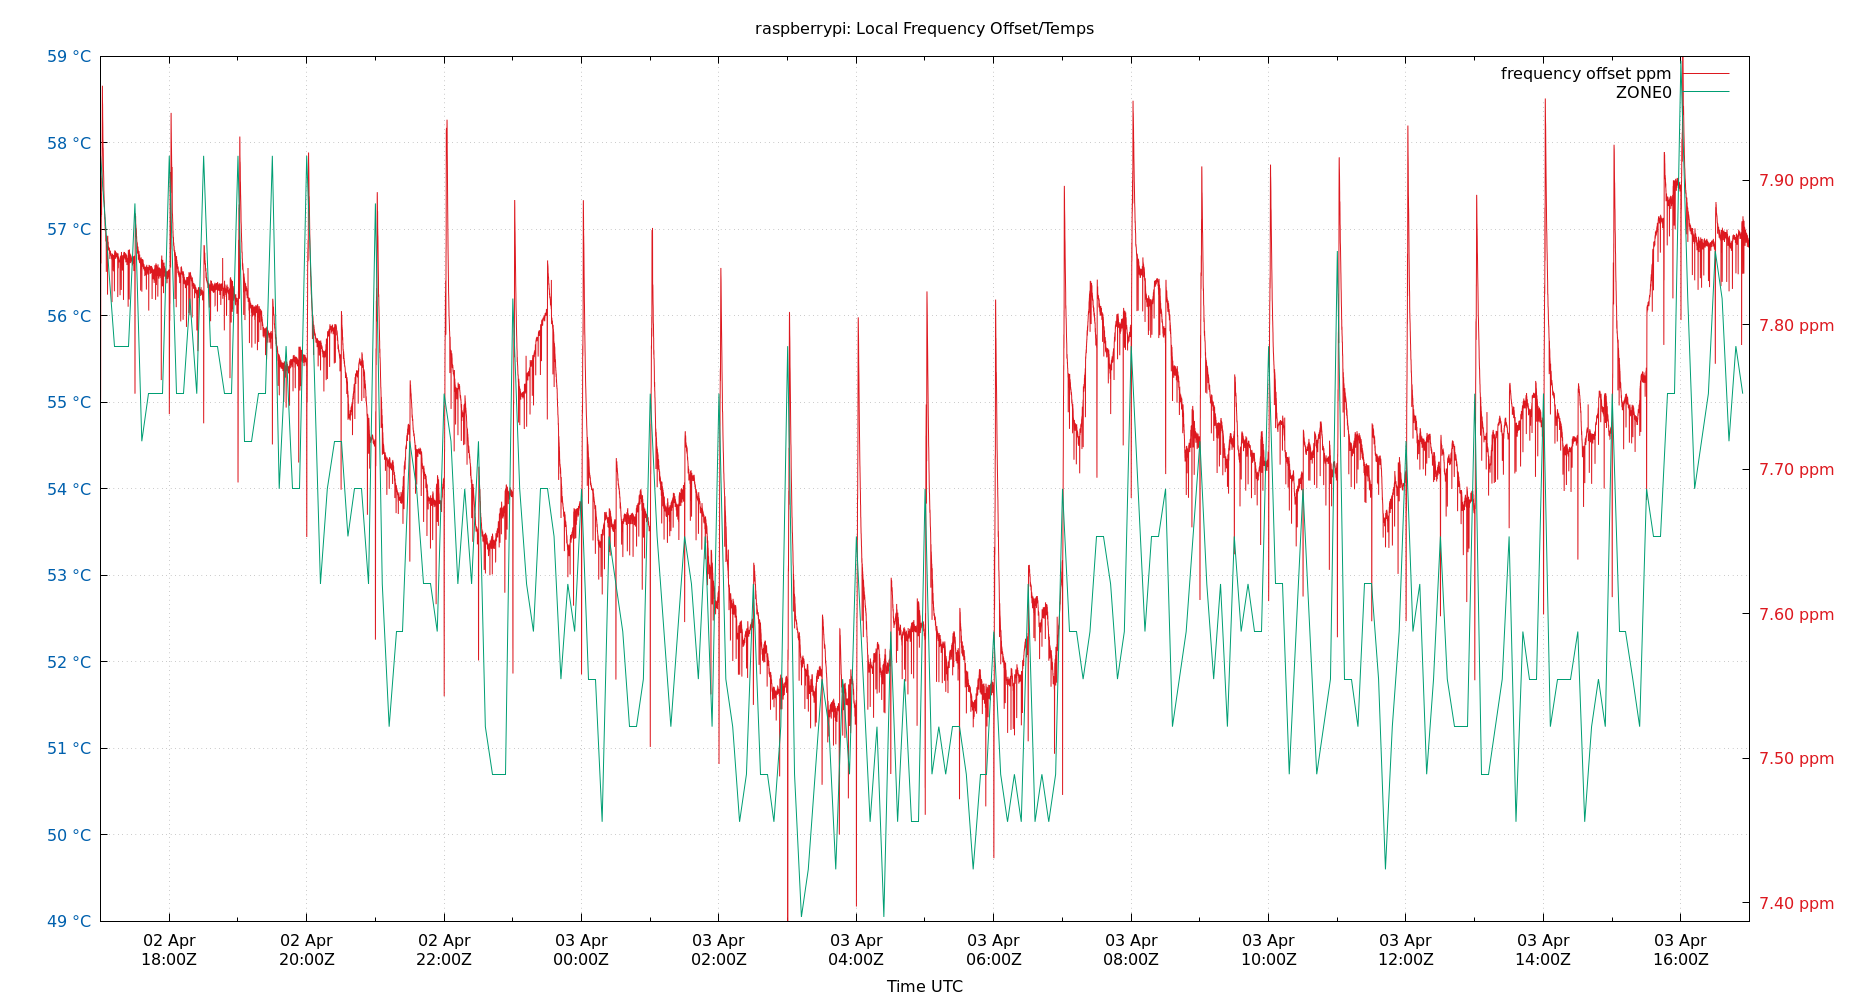 raspberrypi: Local Frequency Offset/Temps
59 °C
58 °C
57 °C
56 °C
55 °C
54 °C
53 °C
52 °C
51 °C
50 °C
49 °C
frequency offset ppm
ZONE0
7.90 ppm
7.80 ppm
7.70 ppm
7.60 ppm
7.50 ppm
7.40 ppm
02 Apr 02 Apr 02 Apr 03 Apr 03 Apr 03 Apr 03 Apr 03 Apr 03 Apr 03 Apr 03 Apr 03 Apr
18:00Z 20:00Z 22:00Z 00:00Z 02:00Z 04:00Z 06:00Z 08:00Z 10:00Z 12:00Z 14:00Z 16:00Z
Time UTC